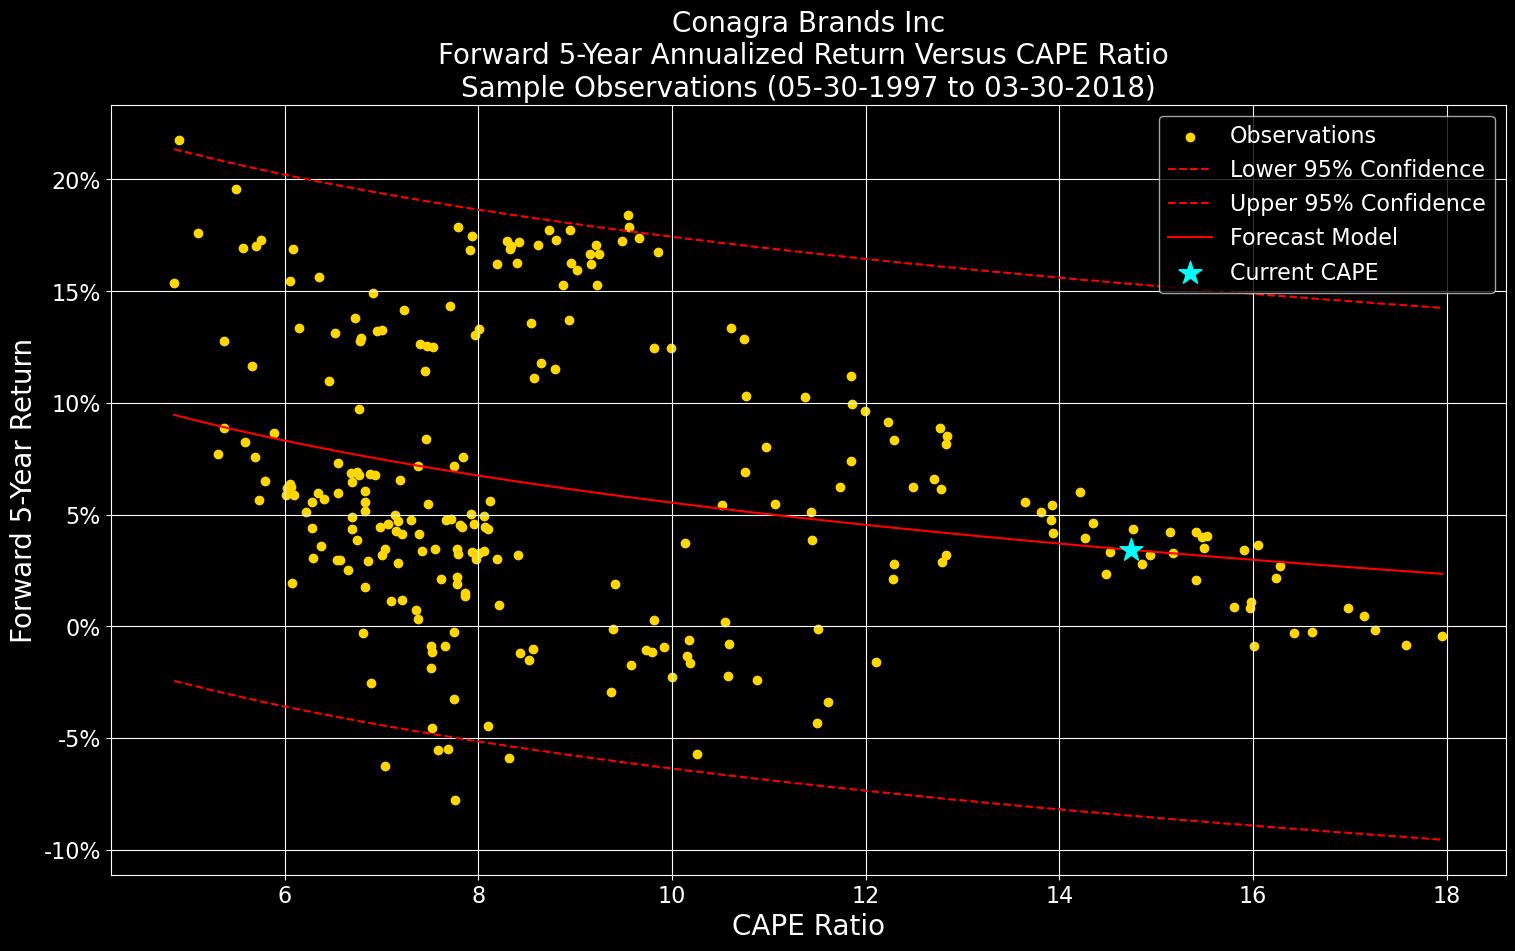 Conagra Brands Inc
Forward 5-Year Annualized Return Versus CAPE Ratio
Sample Observations (05-30-1997 to 03-30-2018)
Observations
Lower 95% Confidence
Upper 95% Confidence
Forecast Model
Current CAPE
Forward 5-Year Return
20%
15%
10%
5%
0%
-5%
-10%
6 8 10 12 14 16 18
CAPE Ratio